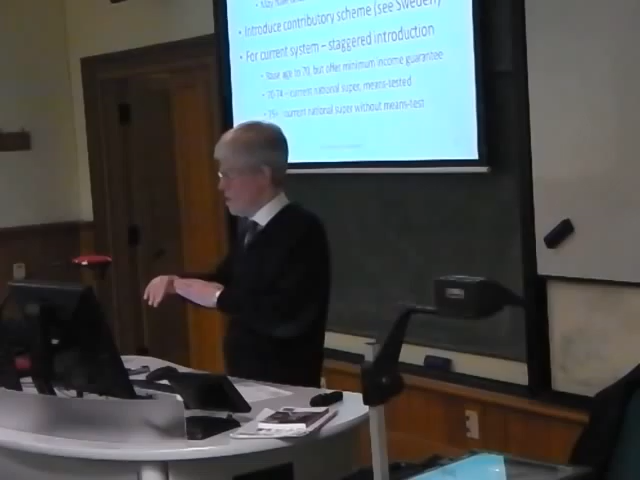 • Introduce contributory scheme (see Sweden)
• For current system – staggered introduction
• Raise age to 70, but offer minimum income guarantee
• 70-74 – current national super, means-tested
• 75+ current national super without means-test